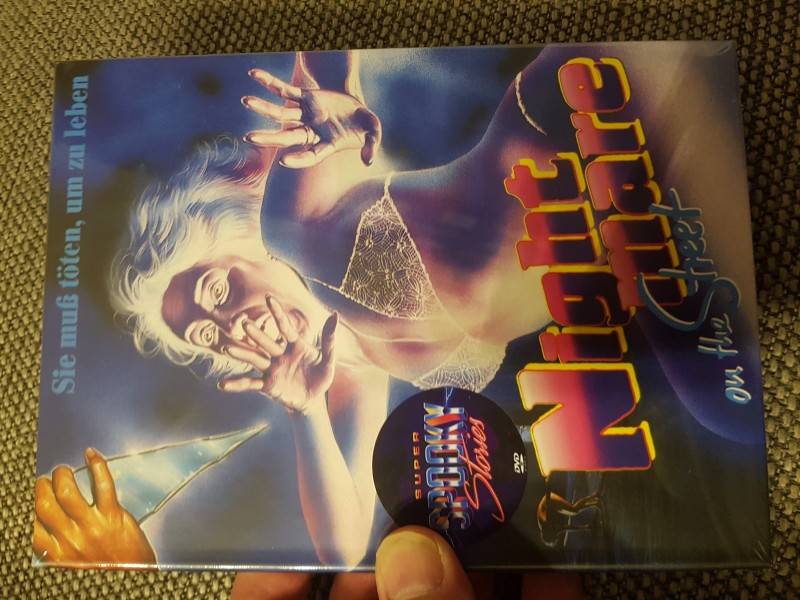 Sie muß töten, um zu leben
Night
mare
on the Street
SUPER
SPOOKY
Stories
DVD